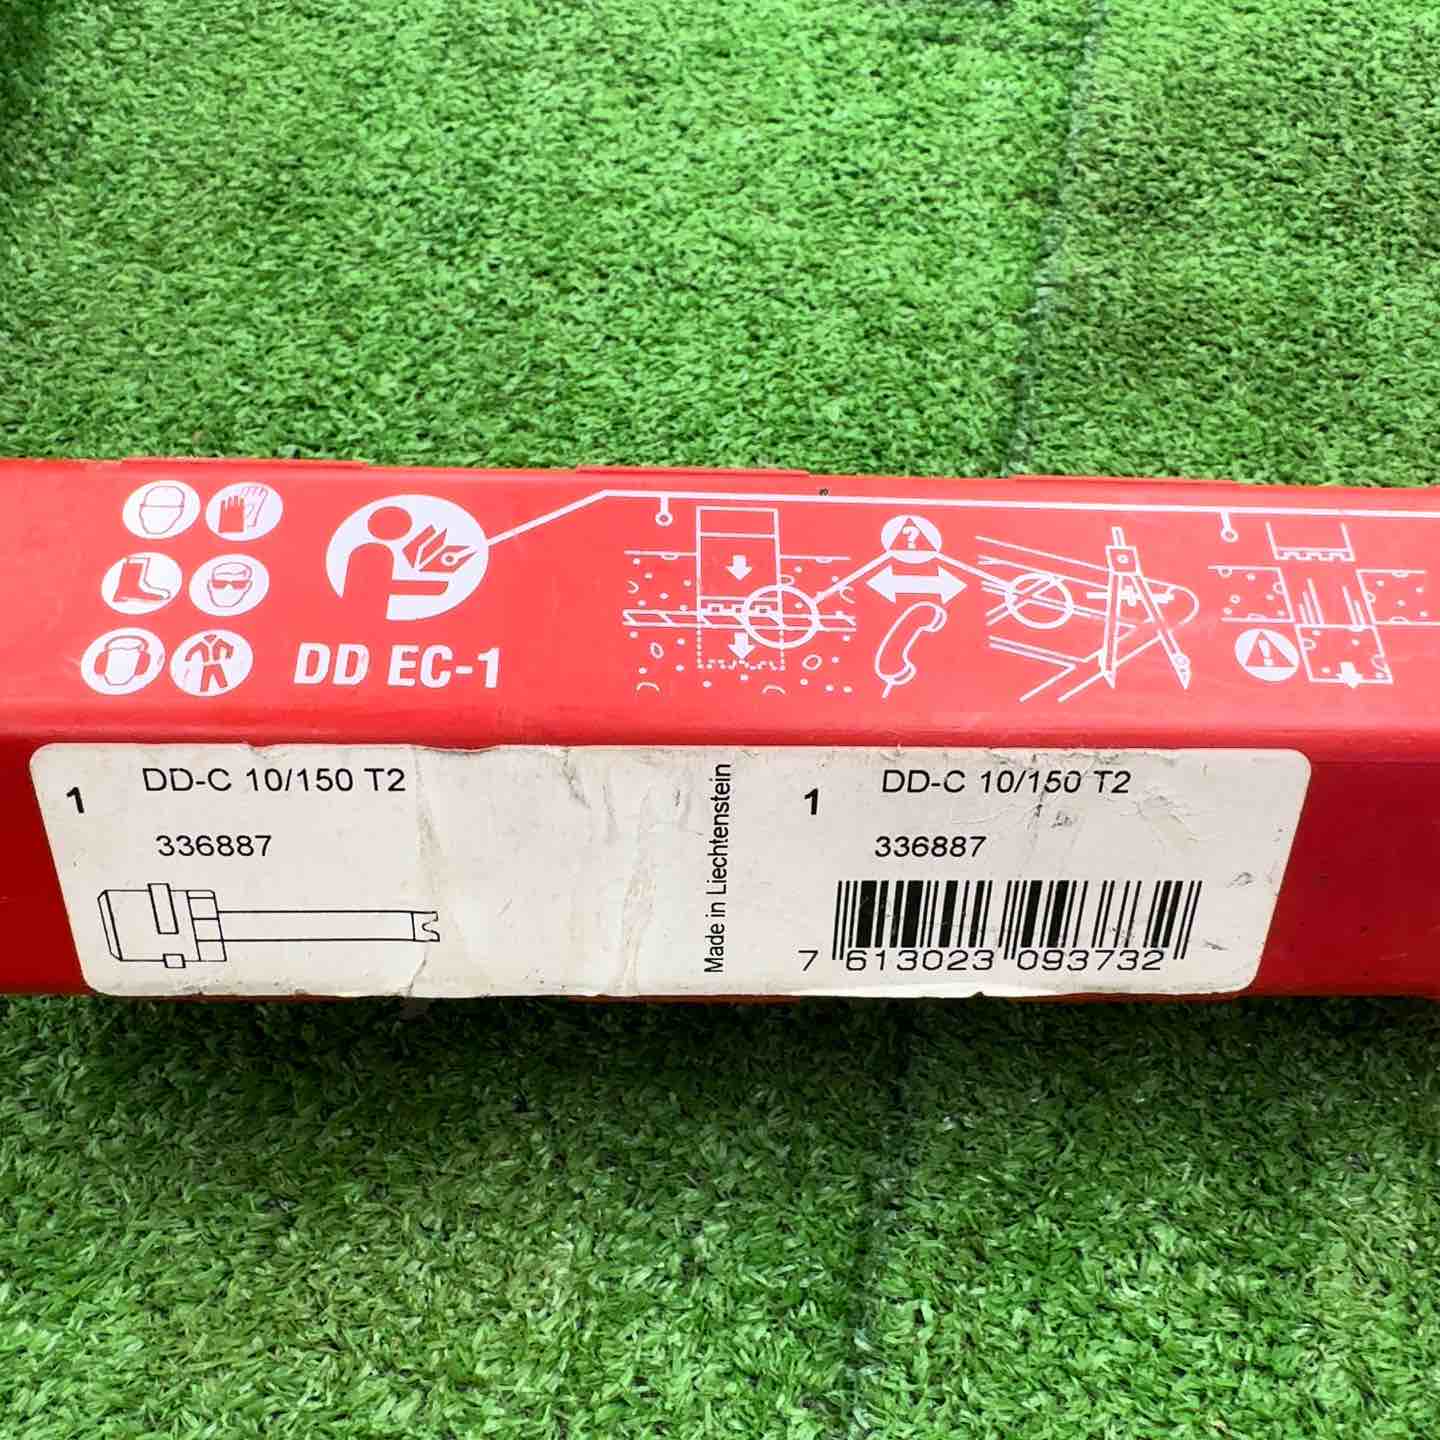 DD EC-1
?
1 DD-C 10/150 T2
336887
Made in Liechtenstein
1 DD-C 10/150 T2
336887
7 613023 093732